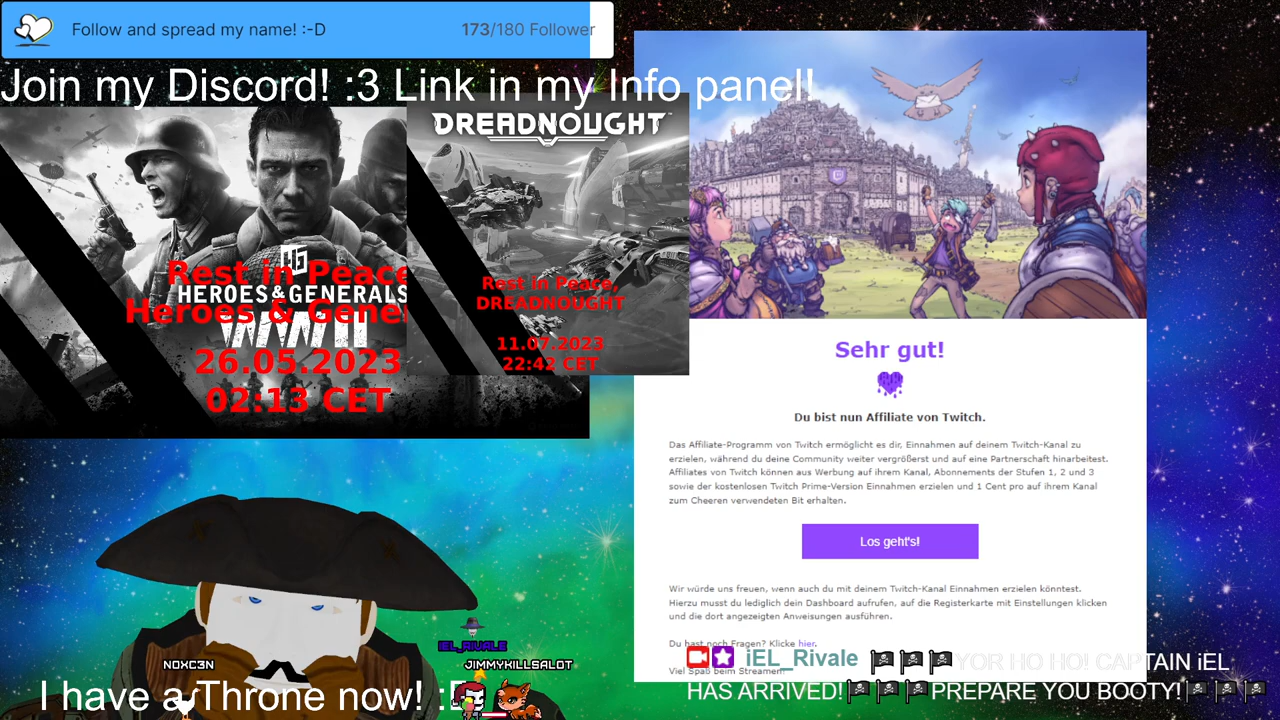 Follow and spread my name! :-D
173/180 Follower
Join my Discord! :3 Link in my Info panel!
Rest in Peace
HEROES & GENERALS
Heroes & Gene
WWII
26.05.2023
02:13 CET
DREADNOUGHT
Rest in Peace,
DREADNOUGHT
11.07.2023
22:42 CET
Sehr gut!
Du bist nun Affiliate von Twitch.
Das Affiliate-Programm von Twitch ermöglicht es dir, Einnahmen auf deinem Twitch-Kanal zu
erzielen, während du deine Community weiter vergrößerst und auf eine Partnerschaft hinarbeitest.
Affiliates von Twitch können aus Werbung auf ihrem Kanal, Abonnements der Stufen 1, 2 und 3
sowie der kostenlosen Twitch Prime-Version Einnahmen erzielen und 1 Cent pro auf ihrem Kanal
zum Cheeren verwendeten Bit erhalten.
Los geht's!
Wir würde uns freuen, wenn auch du mit deinem Twitch-Kanal Einnahmen erzielen könntest.
Hierzu musst du lediglich dein Dashboard aufrufen, auf die Registerkarte mit Einstellungen klicken
und die dort angezeigten Anweisungen ausführen.
Du hast noch Fragen? Klicke hier.
Viel Spaß beim Streamen!
iEL_Rivale YOR HO HO! CAPTAIN iEL
HAS ARRIVED! PREPARE YOU BOOTY!
IEL_RIVALE
NOXC3N
JIMMYKILLSALOT
I have a Throne now! :D